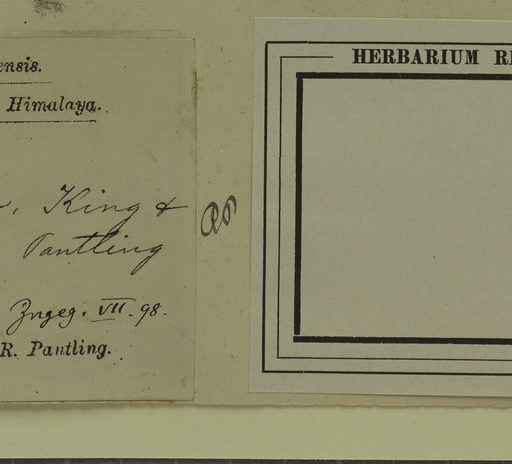 ensis.
Himalaya.
King &
Pantling
VII. 98.
R. Pantling.
HERBARIUM R